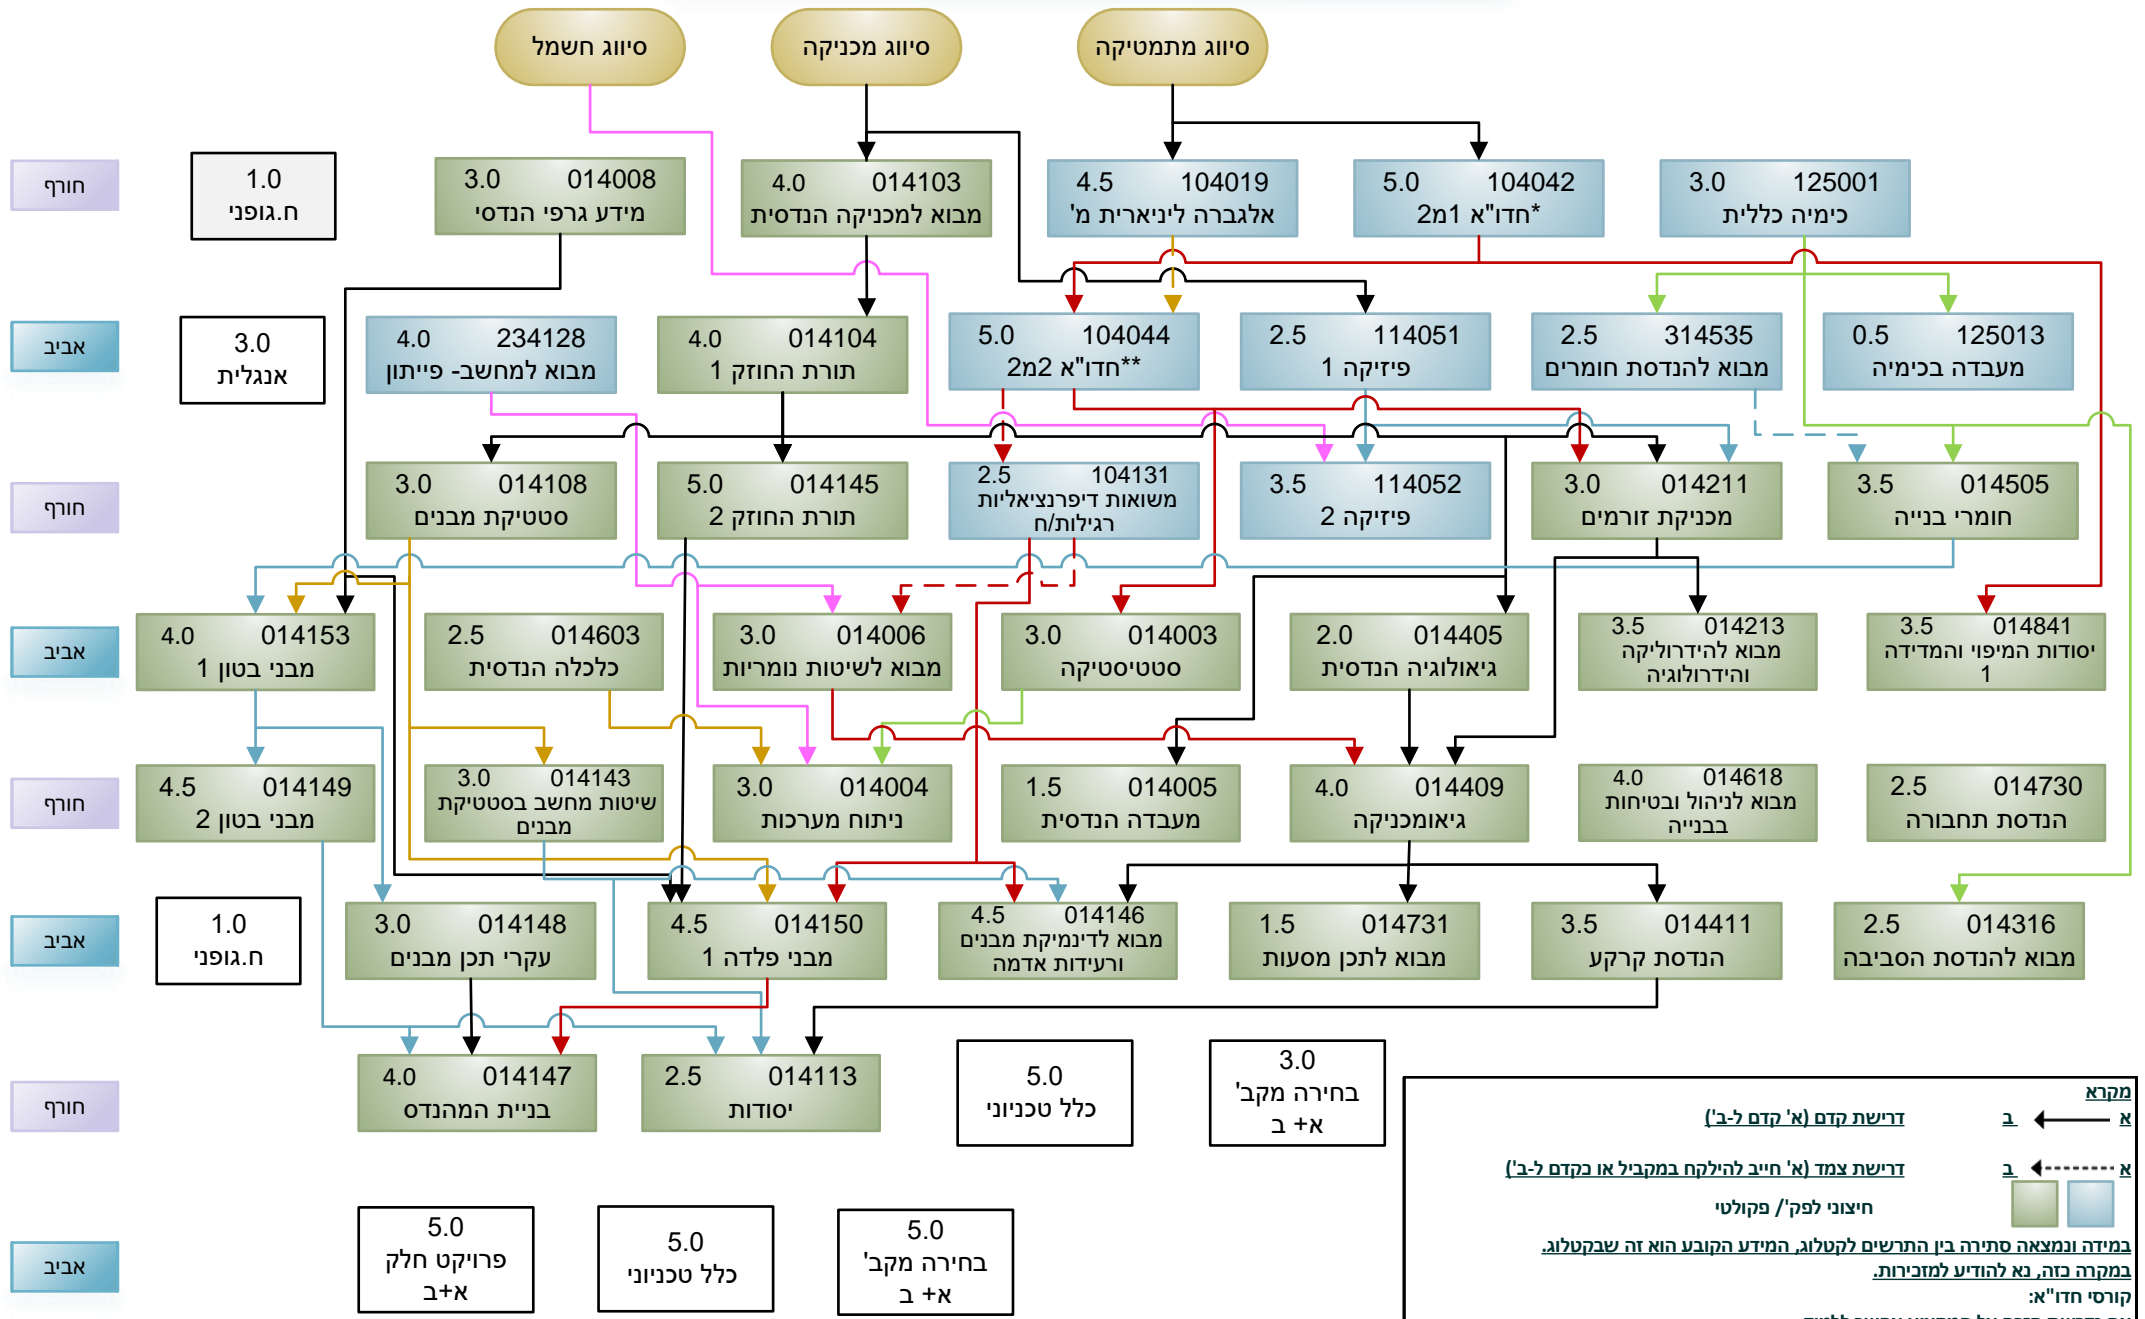 סיווג מתמטיקה
סיווג מכניקה
סיווג חשמל
חורף
125001 3.0
כימיה כללית
104042 5.0
*חדו"א 1מ2
104019 4.5
אלגברה ליניארית מ'
014103 4.0
מבוא למכניקה הנדסית
014008 3.0
מידע גרפי הנדסי
1.0
ח.גופני
אביב
125013 0.5
מעבדה בכימיה
314535 2.5
מבוא להנדסת חומרים
114051 2.5
פיזיקה 1
104044 5.0
**חדו"א 2מ2
014104 4.0
תורת החוזק 1
234128 4.0
מבוא למחשב- פייתון
3.0
אנגלית
חורף
014505 3.5
חומרי בנייה
014211 3.0
מכניקת זורמים
114052 3.5
פיזיקה 2
104131 2.5
משואות דיפרנציאליות
רגילות/ח
014145 5.0
תורת החוזק 2
014108 3.0
סטטיקת מבנים
אביב
014841 3.5
יסודות המיפוי והמדידה
1
014213 3.5
מבוא להידרוליקה
והידרולוגיה
014405 2.0
גיאולוגיה הנדסית
014003 3.0
סטטיסטיקה
014006 3.0
מבוא לשיטות נומריות
014603 2.5
כלכלה הנדסית
014153 4.0
מבני בטון 1
חורף
014730 2.5
הנדסת תחבורה
014618 4.0
מבוא לניהול ובטיחות
בבנייה
014409 4.0
גיאומכניקה
014005 1.5
מעבדה הנדסית
014004 3.0
ניתוח מערכות
014143 3.0
שיטות מחשב בסטטיקת
מבנים
014149 4.5
מבני בטון 2
אביב
014316 2.5
מבוא להנדסת הסביבה
014411 3.5
הנדסת קרקע
014731 1.5
מבוא לתכן מסעות
014146 4.5
מבוא לדינמיקת מבנים
ורעידות אדמה
014150 4.5
מבני פלדה 1
014148 3.0
עקרי תכן מבנים
1.0
ח.גופני
חורף
3.0
בחירה מקב'
א+ ב
5.0
כלל טכניוני
014113 2.5
יסודות
014147 4.0
בניית המהנדס
אביב
5.0
בחירה מקב'
א+ ב
5.0
כלל טכניוני
5.0
פרויקט חלק
א+ב
מקרא
א ב דרישת קדם (א' קדם ל-ב')
א ב דרישת צמד (א' חייב להילקח במקביל או כקדם ל-ב')
חיצוני לפק'/ פקולטי
במידה ונמצאה סתירה בין התרשים לקטלוג, המידע הקובע הוא זה שבקטלוג.
במקרה כזה, נא להודיע למזכירות.
קורסי חדו"א: